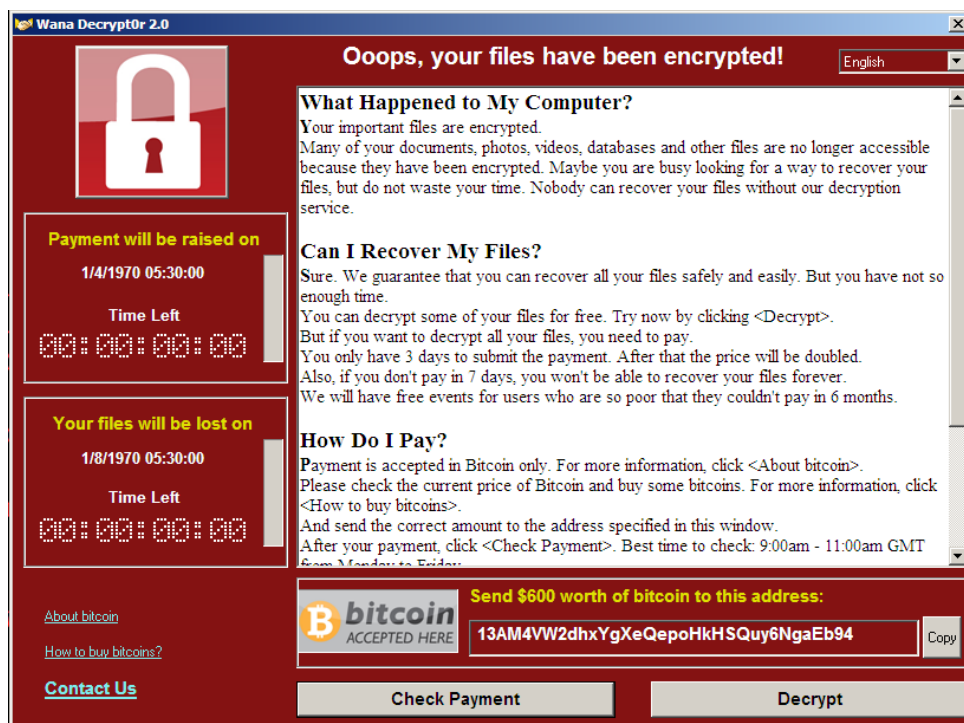 Wana Decrypt0r 2.0
Ooops, your files have been encrypted!
English
What Happened to My Computer?
Your important files are encrypted.
Many of your documents, photos, videos, databases and other files are no longer accessible
because they have been encrypted. Maybe you are busy looking for a way to recover your
files, but do not waste your time. Nobody can recover your files without our decryption
service.
Can I Recover My Files?
Sure. We guarantee that you can recover all your files safely and easily. But you have not so
enough time.
You can decrypt some of your files for free. Try now by clicking <Decrypt>.
But if you want to decrypt all your files, you need to pay.
You only have 3 days to submit the payment. After that the price will be doubled.
Also, if you don't pay in 7 days, you won't be able to recover your files forever.
We will have free events for users who are so poor that they couldn't pay in 6 months.
How Do I Pay?
Payment is accepted in Bitcoin only. For more information, click <About bitcoin>.
Please check the current price of Bitcoin and buy some bitcoins. For more information, click
<How to buy bitcoins>.
And send the correct amount to the address specified in this window.
After your payment, click <Check Payment>. Best time to check: 9:00am - 11:00am GMT
from Monday to Friday
Payment will be raised on
1/4/1970 05:30:00
Time Left
00:00:00:00
Your files will be lost on
1/8/1970 05:30:00
Time Left
00:00:00:00
About bitcoin
How to buy bitcoins?
Contact Us
bitcoin
ACCEPTED HERE
Send $600 worth of bitcoin to this address:
13AM4VW2dhxYgXeQepoHkHSQuy6NgaEb94
Copy
Check Payment
Decrypt